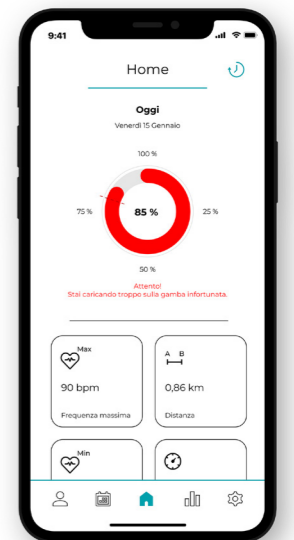 9:41
Home
Oggi
Venerdì 15 Gennaio
100 %
75 %
85 %
25 %
50 %
Attento!
Stai caricando troppo sulla gamba infortunata.
Max
A B
90 bpm
0,86 km
Frequenza massima
Distanza
Min